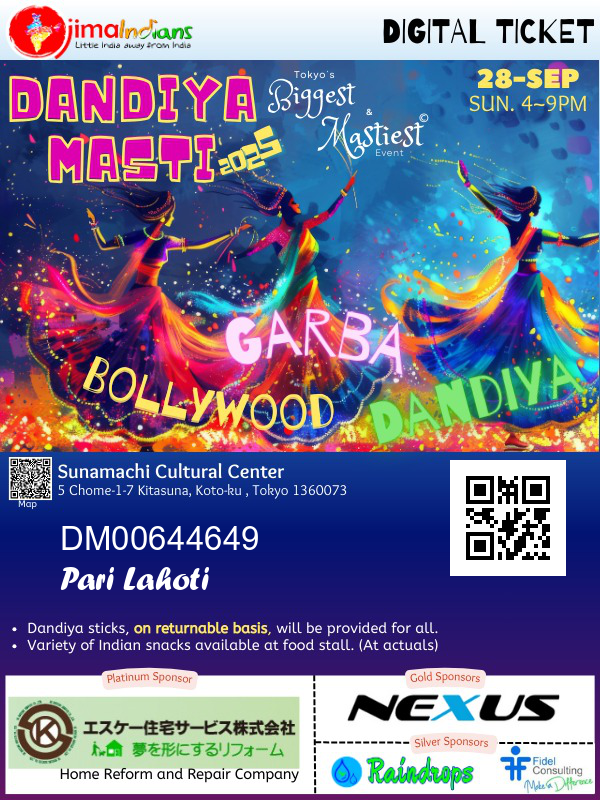 OjimaIndians
Little India away from India
DIGITAL TICKET
DANDIYA
MASTI 2025
Tokyo's
Biggest
&
Mastiest©
Event
28-SEP
SUN. 4~9PM
GARBA
BOLLYWOOD
DANDIYA
Map
Sunamachi Cultural Center
5 Chome-1-7 Kitasuna, Koto-ku , Tokyo 1360073
DM00644649
Pari Lahoti
• Dandiya sticks, on returnable basis, will be provided for all.
• Variety of Indian snacks available at food stall. (At actuals)
Platinum Sponsor
エスケー住宅サービス株式会社
夢を形にするリフォーム
Home Reform and Repair Company
Gold Sponsors
NEXUS
Silver Sponsors
Raindrops
Fidel
Consulting
Make a Difference